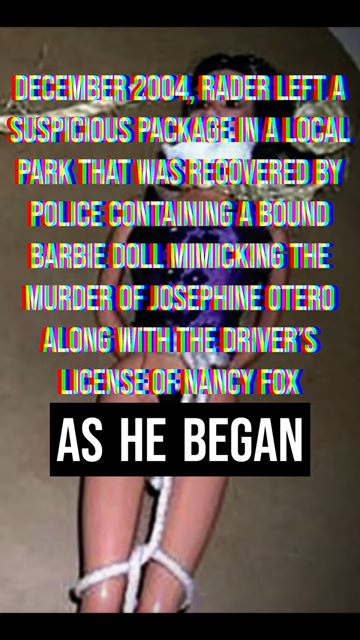 DECEMBER 2004, RADER LEFT A
SUSPICIOUS PACKAGE IN A LOCAL
PARK THAT WAS RECOVERED BY
POLICE CONTAINING A BOUND
BARBIE DOLL MIMICKING THE
MURDER OF JOSEPHINE OTERO
ALONG WITH THE DRIVER'S
LICENSE OF NANCY FOX
AS HE BEGAN